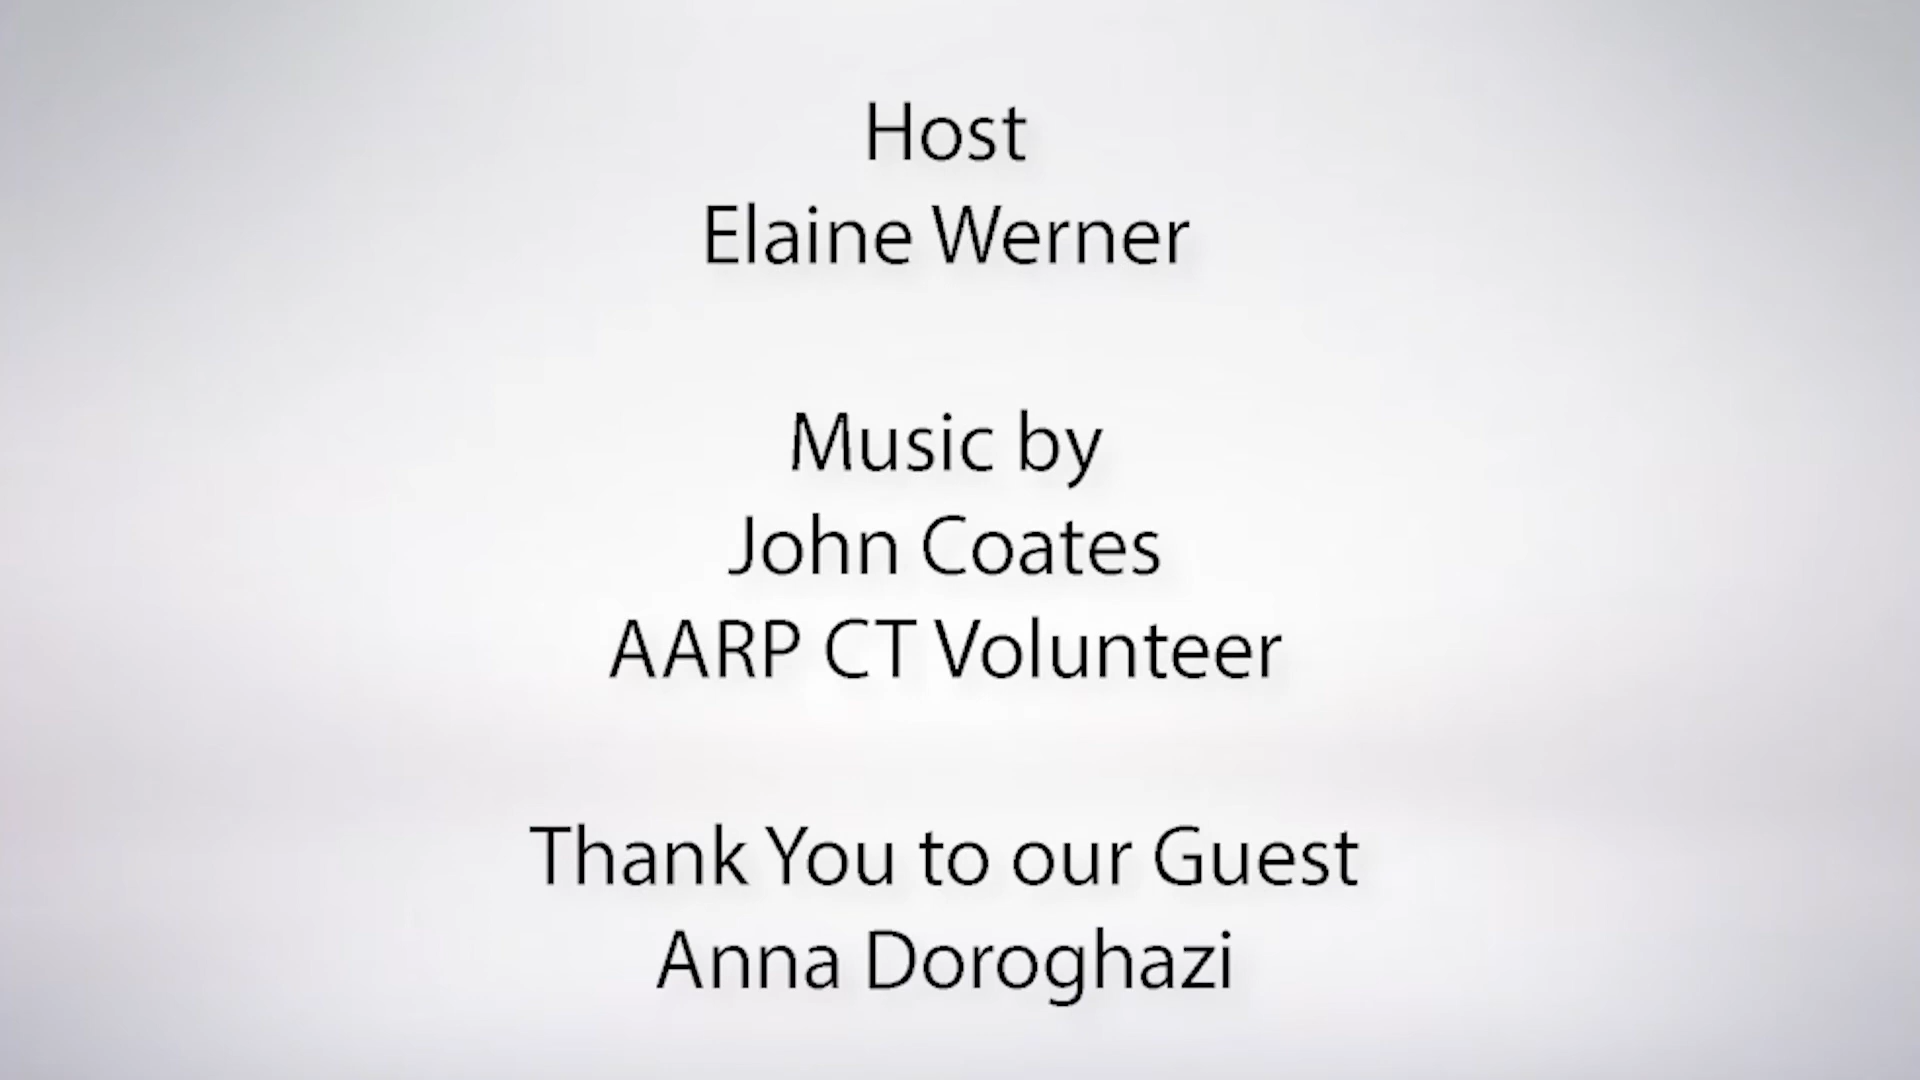 Host
Elaine Werner
Music by
John Coates
AARP CT Volunteer
Thank You to our Guest
Anna Doroghazi